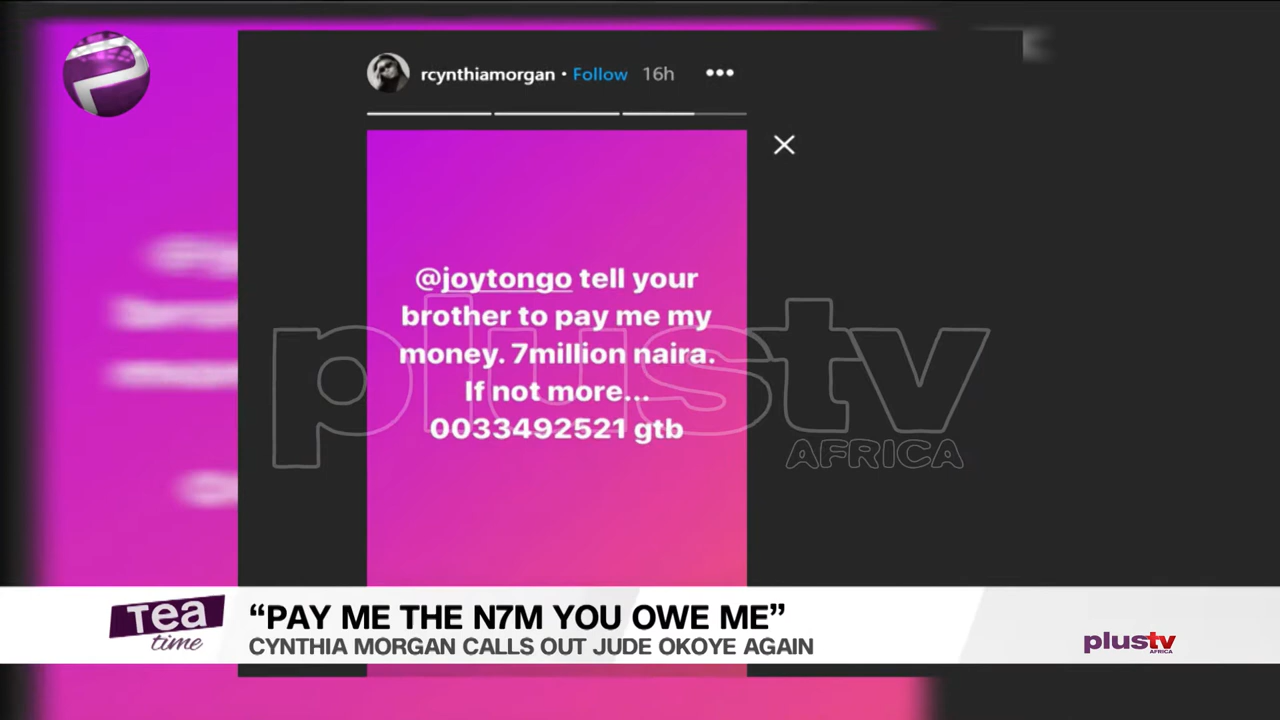 rcynthiamorgan • Follow 16h •••
@joytongo tell your
brother to pay me my
money. 7million naira.
If not more...
0033492521 gtb
plustv
AFRICA
Tea
time
“PAY ME THE N7M YOU OWE ME”
CYNTHIA MORGAN CALLS OUT JUDE OKOYE AGAIN
plustv
AFRICA